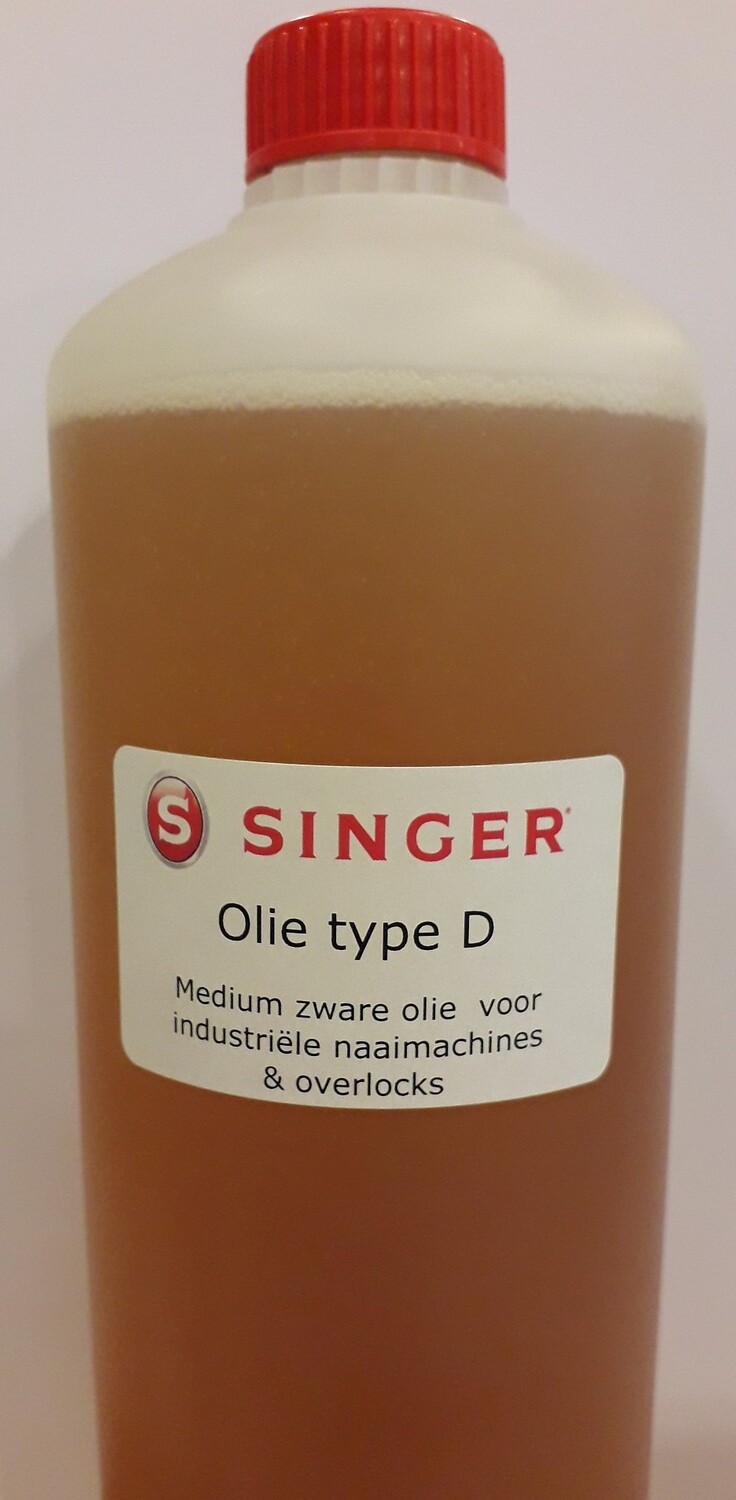 S SINGER®
Olie type D
Medium zware olie voor
industriële naaimachines
& overlocks